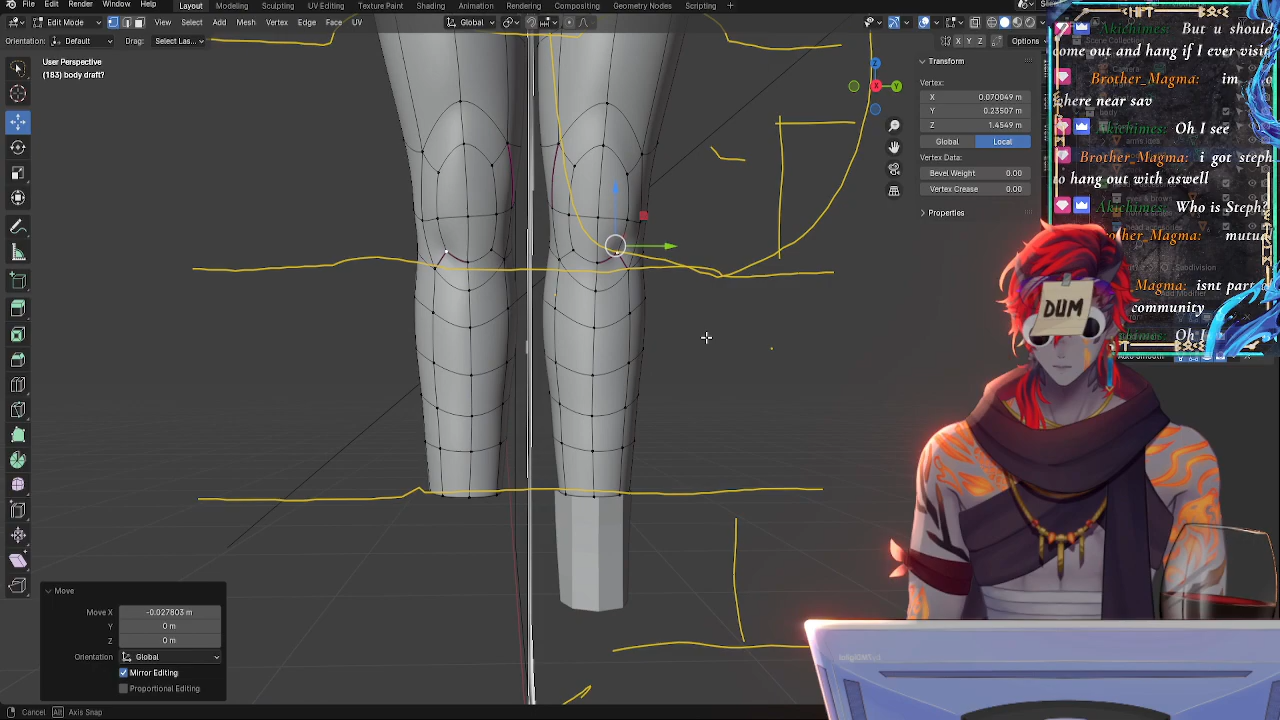 File Edit Render Window Help
Layout Modeling Sculpting UV Editing Texture Paint Shading Animation Rendering Compositing Geometry Nodes Scripting +
Edit Mode View Select Add Mesh Vertex Edge Face UV
Global
Orientation: Default Drag: Select Las...
X Y Z Options
User Perspective
(183) body draft?
Z
X
Y
Transform
Vertex:
X 0.070049 m
Y 0.23507 m
Z 1.4549 m
Global Local
Vertex Data:
Bevel Weight 0.00
Vertex Crease 0.00
Properties
Akichimes: But u should
come out and hang if I ever visit
Brother_Magma: im
where near sav
Akichimes: Oh I see
Brother_Magma: i got steph
to hang out with aswell
Akichimes: Who is Steph?
Magma: isnt part
community
DUM
Move
Move X -0.027803 m
Y 0 m
Z 0 m
Orientation Global
Mirror Editing
Proportional Editing
Cancel Alt Axis Snap